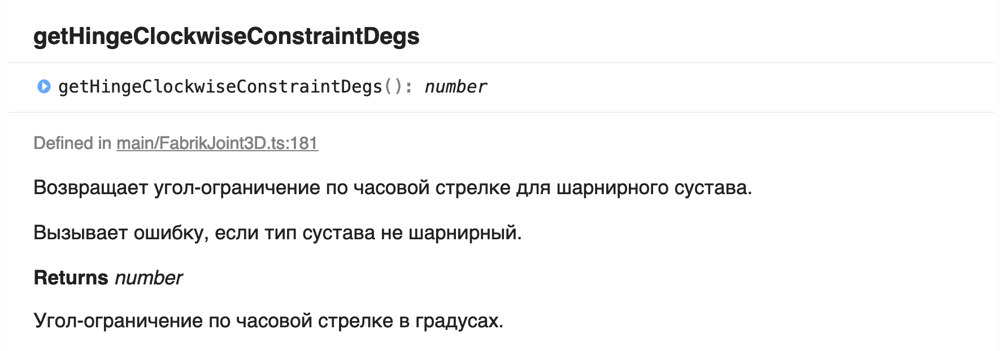 getHingeClockwiseConstraintDegs
getHingeClockwiseConstraintDegs(): number
Defined in main/FabrikJoint3D.ts:181
Возвращает угол-ограничение по часовой стрелке для шарнирного сустава.
Вызывает ошибку, если тип сустава не шарнирный.
Returns number
Угол-ограничение по часовой стрелке в градусах.